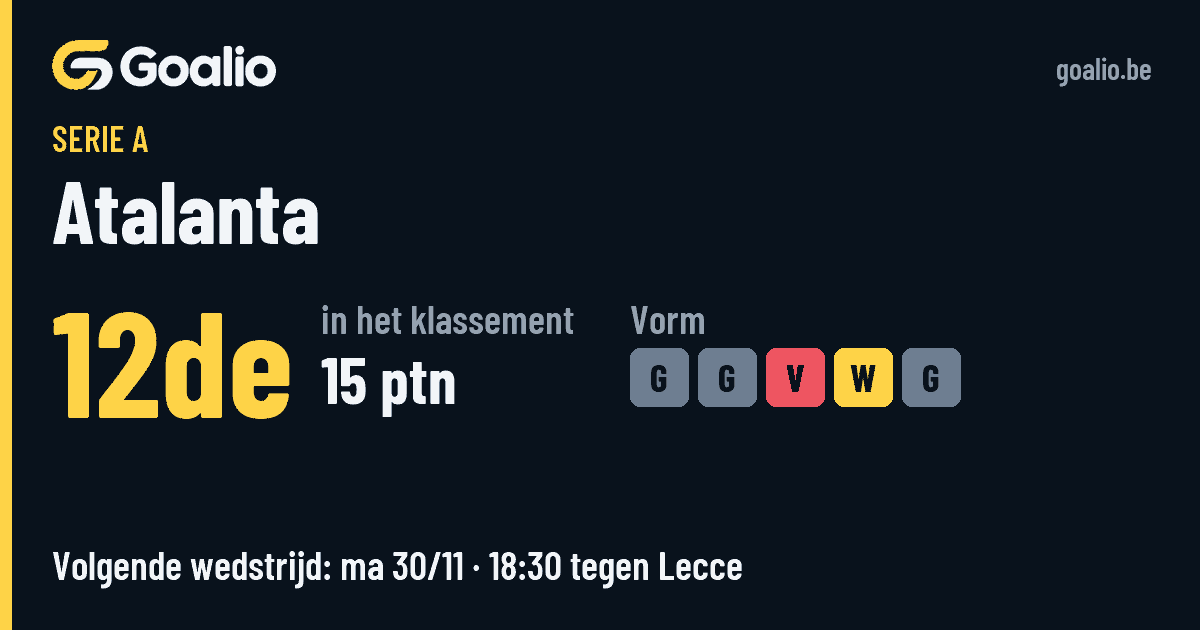 Goalio
goalio.be
SERIE A
Atalanta
12de
in het klassement
15 ptn
Vorm
G G V W G
Volgende wedstrijd: ma 30/11 · 18:30 tegen Lecce